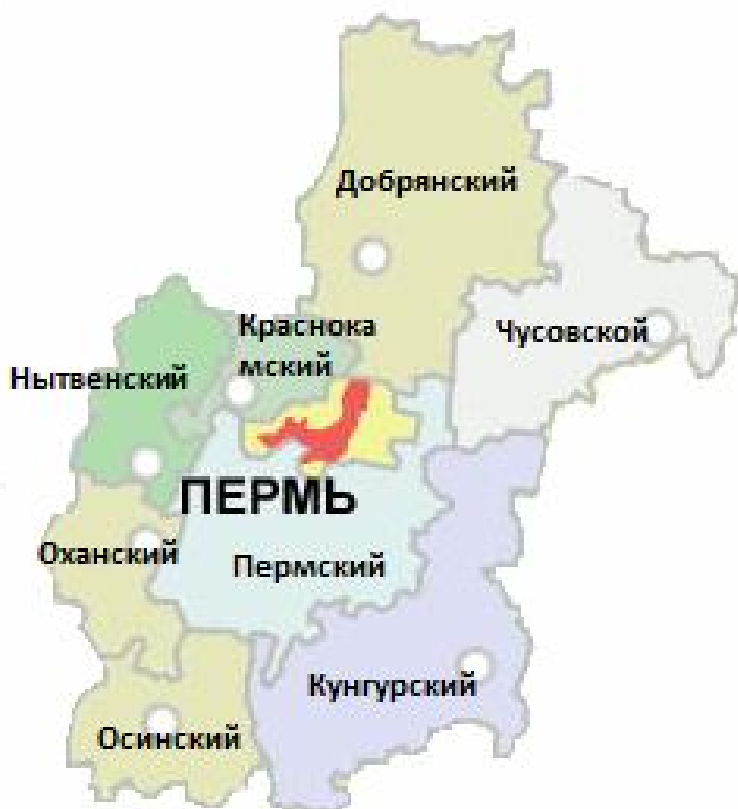 Добрянский
Краснока
мский
Чусовской
Нытвенский
ПЕРМЬ
Оханский
Пермский
Кунгурский
Осинский